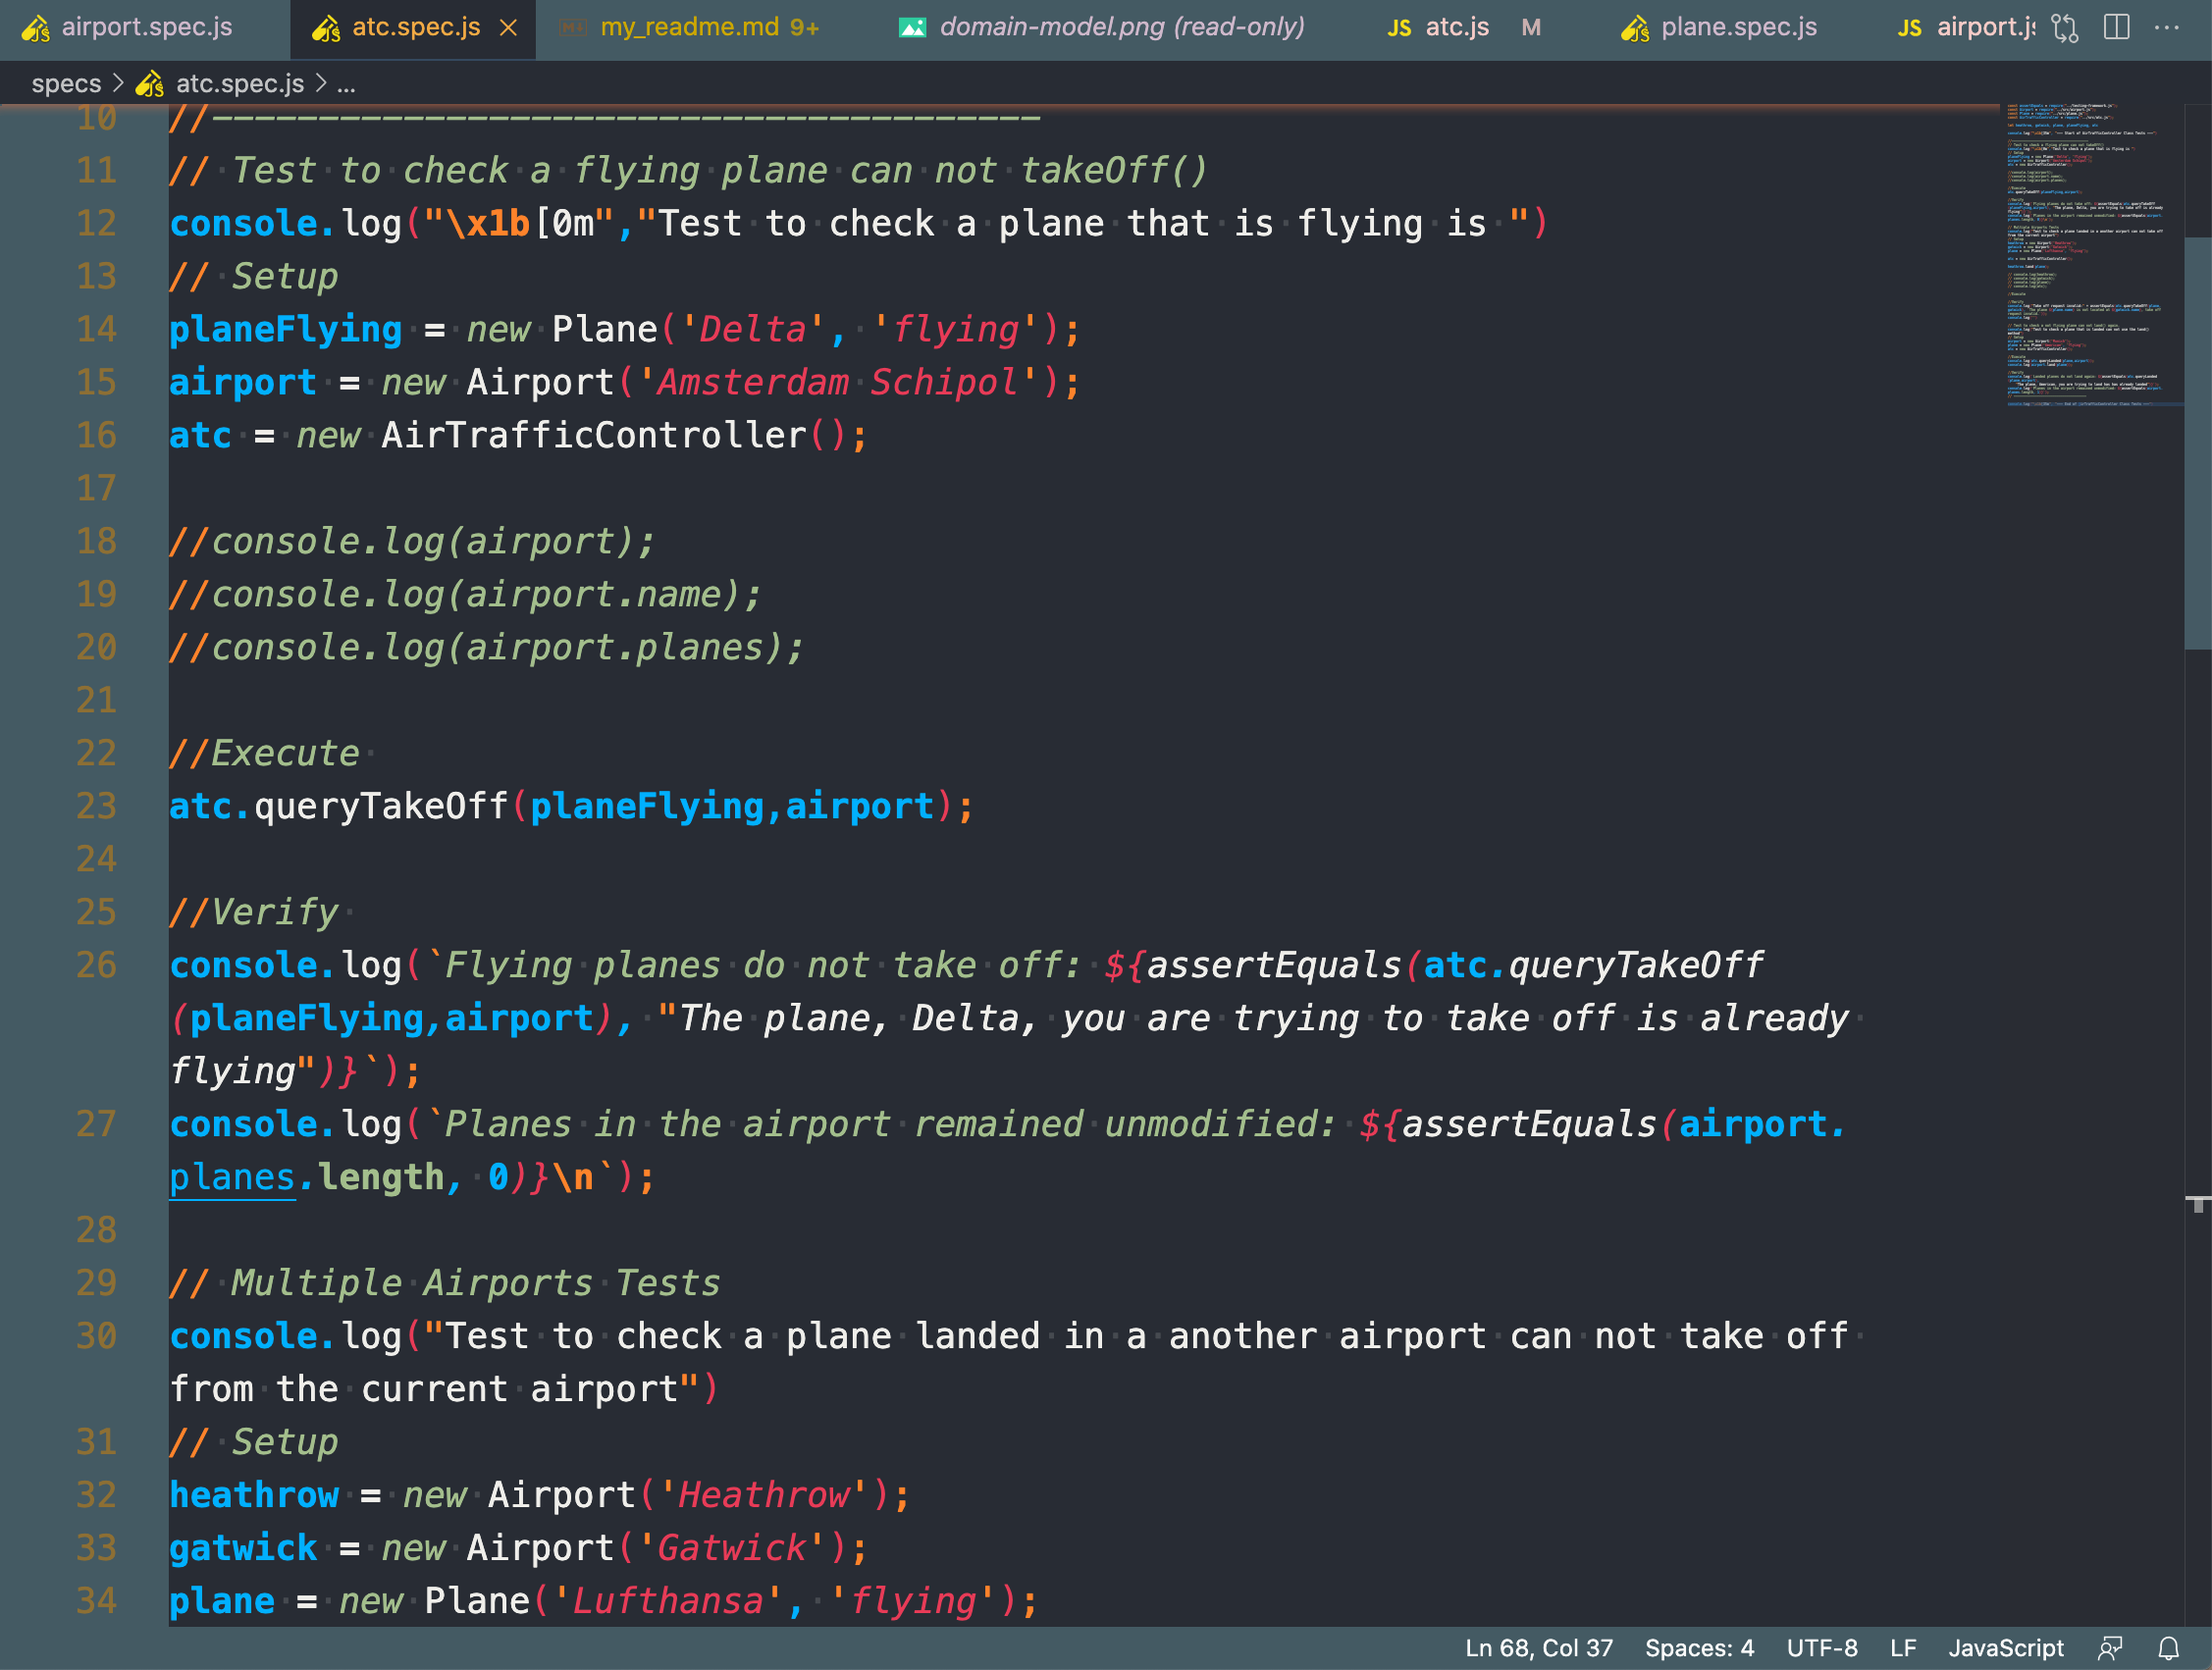 airport.spec.js atc.spec.js my_readme.md 9+ domain-model.png (read-only) JS atc.js M plane.spec.js JS airport.js
specs > atc.spec.js > ...
10 //---------------------------------------
11 // Test to check a flying plane can not takeOff()
12 console.log("\x1b[0m","Test to check a plane that is flying is ")
13 // Setup
14 planeFlying = new Plane('Delta', 'flying');
15 airport = new Airport('Amsterdam Schipol');
16 atc = new AirTrafficController();
17
18 //console.log(airport);
19 //console.log(airport.name);
20 //console.log(airport.planes);
21
22 //Execute
23 atc.queryTakeOff(planeFlying,airport);
24
25 //Verify
26 console.log(`Flying planes do not take off: ${assertEquals(atc.queryTakeOff
(planeFlying,airport), "The plane, Delta, you are trying to take off is already
flying")}`);
27 console.log(`Planes in the airport remained unmodified: ${assertEquals(airport.
planes.length, 0)}\n`);
28
29 // Multiple Airports Tests
30 console.log("Test to check a plane landed in a another airport can not take off
from the current airport")
31 // Setup
32 heathrow = new Airport('Heathrow');
33 gatwick = new Airport('Gatwick');
34 plane = new Plane('Lufthansa', 'flying');
Ln 68, Col 37 Spaces: 4 UTF-8 LF JavaScript